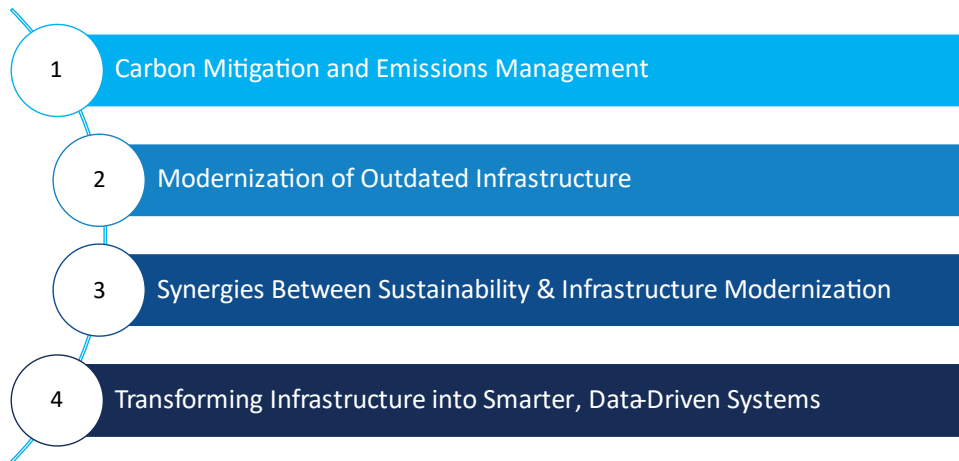 1 Carbon Mitigation and Emissions Management
2 Modernization of Outdated Infrastructure
3 Synergies Between Sustainability & Infrastructure Modernization
4 Transforming Infrastructure into Smarter, Data-Driven Systems